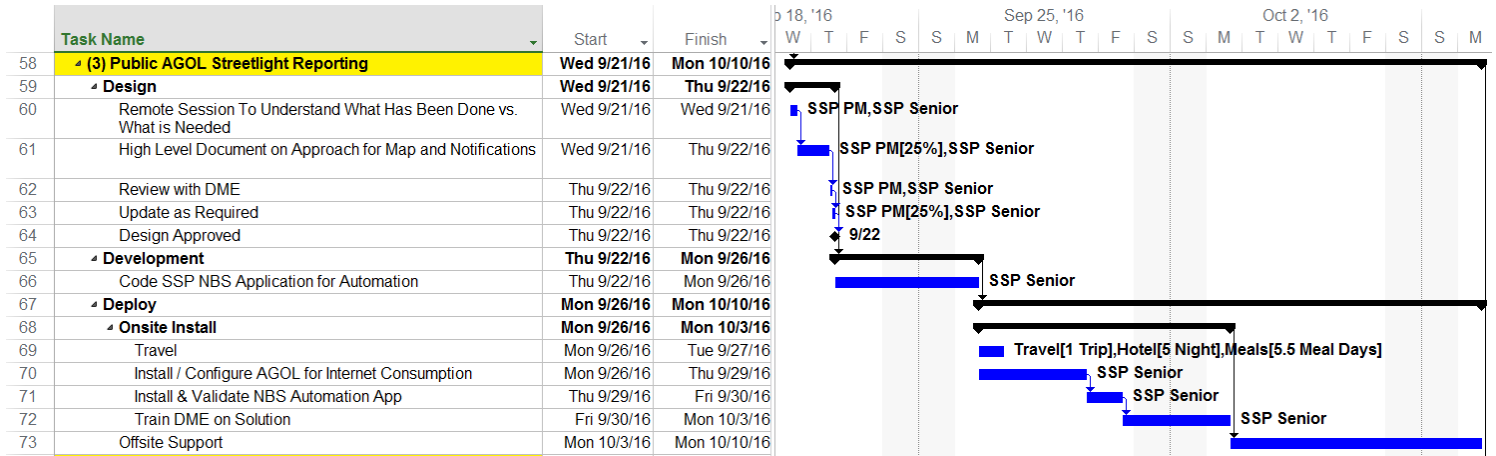 ɔ 18, '16 Sep 25, '16 Oct 2, '16
Task Name Start Finish W T F S S M T W T F S S M T W T F S S M
58 (3) Public AGOL Streetlight Reporting Wed 9/21/16 Mon 10/10/16
59 Design Wed 9/21/16 Thu 9/22/16
60 Remote Session To Understand What Has Been Done vs. Wed 9/21/16 Wed 9/21/16 SSP PM,SSP Senior
What is Needed
61 High Level Document on Approach for Map and Notifications Wed 9/21/16 Thu 9/22/16 SSP PM[25%],SSP Senior
62 Review with DME Thu 9/22/16 Thu 9/22/16 SSP PM,SSP Senior
63 Update as Required Thu 9/22/16 Thu 9/22/16 SSP PM[25%],SSP Senior
64 Design Approved Thu 9/22/16 Thu 9/22/16 9/22
65 Development Thu 9/22/16 Mon 9/26/16
66 Code SSP NBS Application for Automation Thu 9/22/16 Mon 9/26/16 SSP Senior
67 Deploy Mon 9/26/16 Mon 10/10/16
68 Onsite Install Mon 9/26/16 Mon 10/3/16
69 Travel Mon 9/26/16 Tue 9/27/16 Travel[1 Trip],Hotel[5 Night],Meals[5.5 Meal Days]
70 Install / Configure AGOL for Internet Consumption Mon 9/26/16 Thu 9/29/16 SSP Senior
71 Install & Validate NBS Automation App Thu 9/29/16 Fri 9/30/16 SSP Senior
72 Train DME on Solution Fri 9/30/16 Mon 10/3/16 SSP Senior
73 Offsite Support Mon 10/3/16 Mon 10/10/16